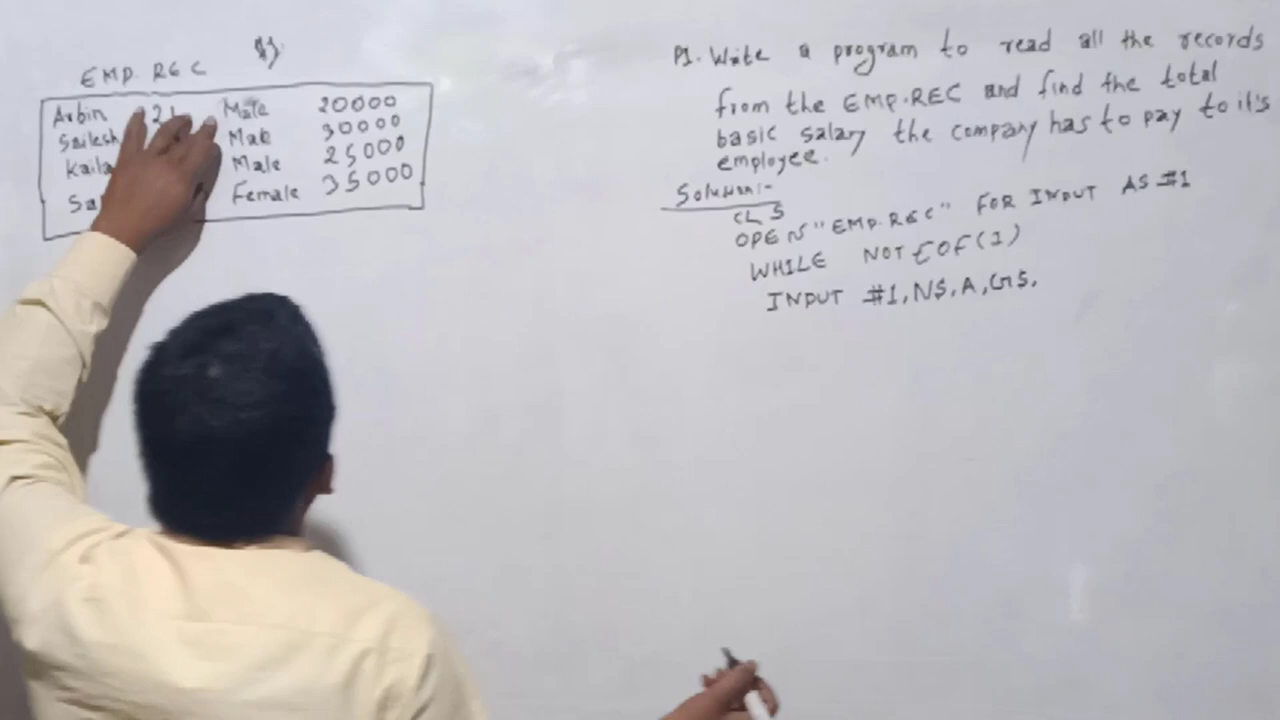 EMP. REC
Arbin 22 Male 20000
Sailesh Male 30000
Kaila Male 25000
Sa Female 35000
P1. Write a program to read all the records
from the EMP.REC and find the total
basic salary the company has to pay to it's
employee.
Solution:-
CLS
OPEN "EMP.REC" FOR INPUT AS #1
WHILE NOT EOF(1)
INPUT #1, N$, A, G$,